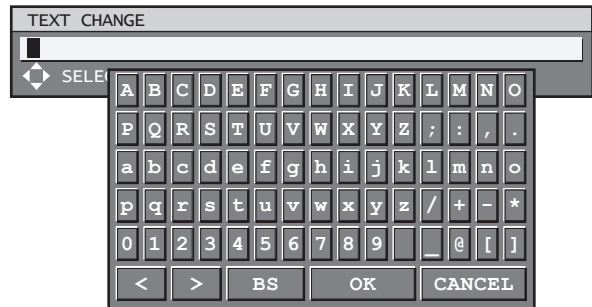 TEXT CHANGE
SELEC
A B C D E F G H I J K L M N O
P Q R S T U V W X Y Z ; : , .
a b c d e f g h i j k l m n o
p q r s t u v w x y z / + - *
0 1 2 3 4 5 6 7 8 9 _ @ [ ]
< > BS OK CANCEL